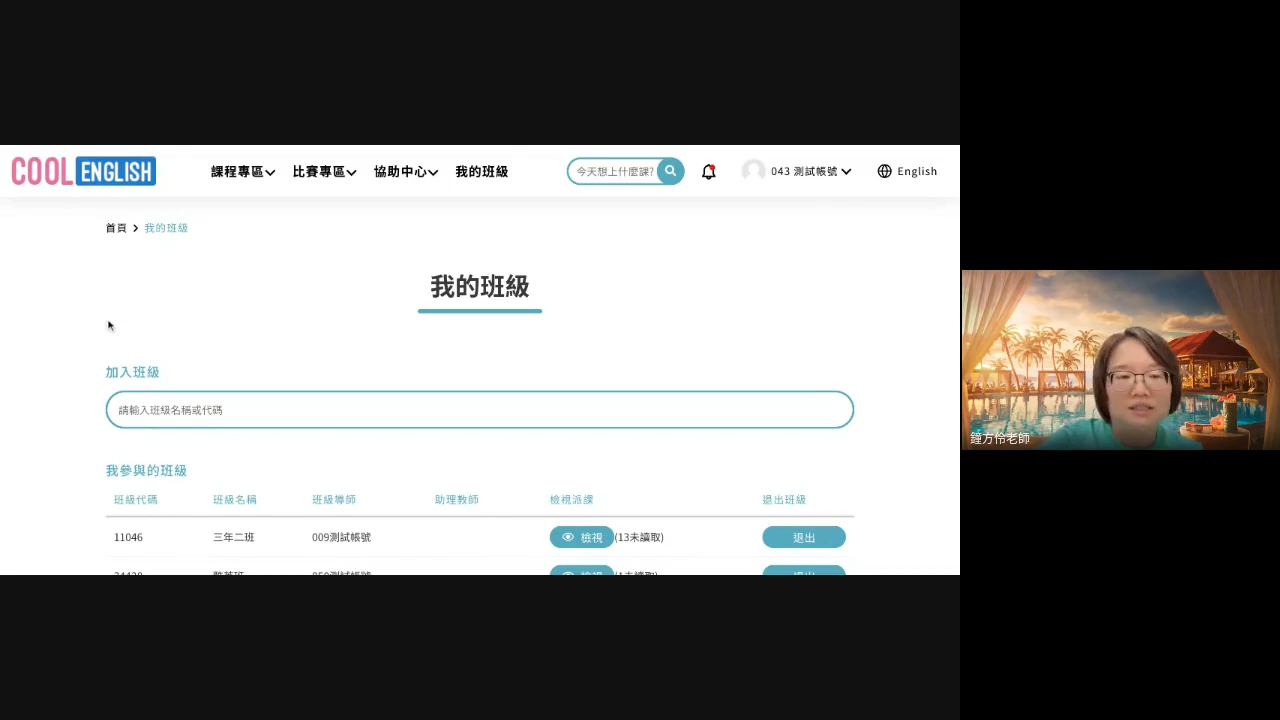 COOL ENGLISH 課程專區 比賽專區 協助中心 我的班級 今天想上什麼課? 043 測試帳號 English
首頁 > 我的班級
我的班級
加入班級
請輸入班級名稱或代碼
我參與的班級
班級代碼 班級名稱 班級導師 助理教師 檢視派課 退出班級
11046 三年二班 009測試帳號 檢視 (13未讀取) 退出
鐘方伶老師